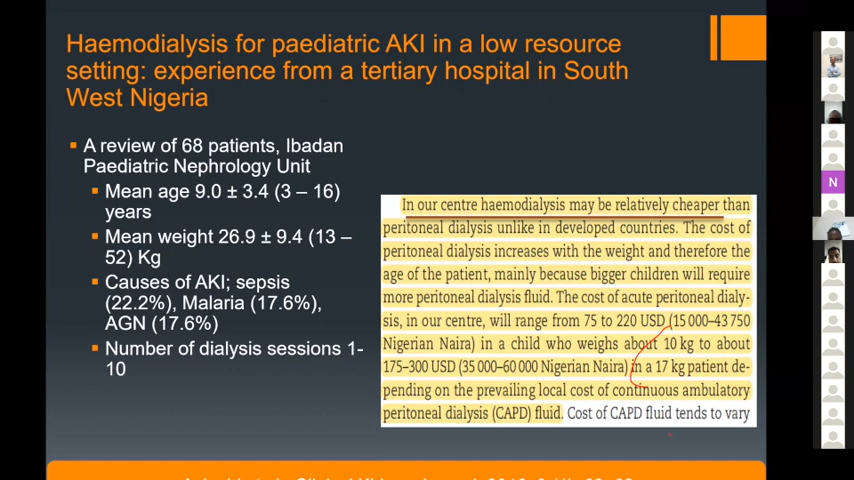 Haemodialysis for paediatric AKI in a low resource
setting: experience from a tertiary hospital in South
West Nigeria
A review of 68 patients, Ibadan
Paediatric Nephrology Unit
Mean age 9.0 ± 3.4 (3 – 16)
years
Mean weight 26.9 ± 9.4 (13 –
52) Kg
Causes of AKI; sepsis
(22.2%), Malaria (17.6%),
AGN (17.6%)
Number of dialysis sessions 1-
10
In our centre haemodialysis may be relatively cheaper than
peritoneal dialysis unlike in developed countries. The cost of
peritoneal dialysis increases with the weight and therefore the
age of the patient, mainly because bigger children will require
more peritoneal dialysis fluid. The cost of acute peritoneal dialy-
sis, in our centre, will range from 75 to 220 USD (15 000–43 750
Nigerian Naira) in a child who weighs about 10 kg to about
175–300 USD (35 000–60 000 Nigerian Naira) in a 17 kg patient de-
pending on the prevailing local cost of continuous ambulatory
peritoneal dialysis (CAPD) fluid. Cost of CAPD fluid tends to vary
N